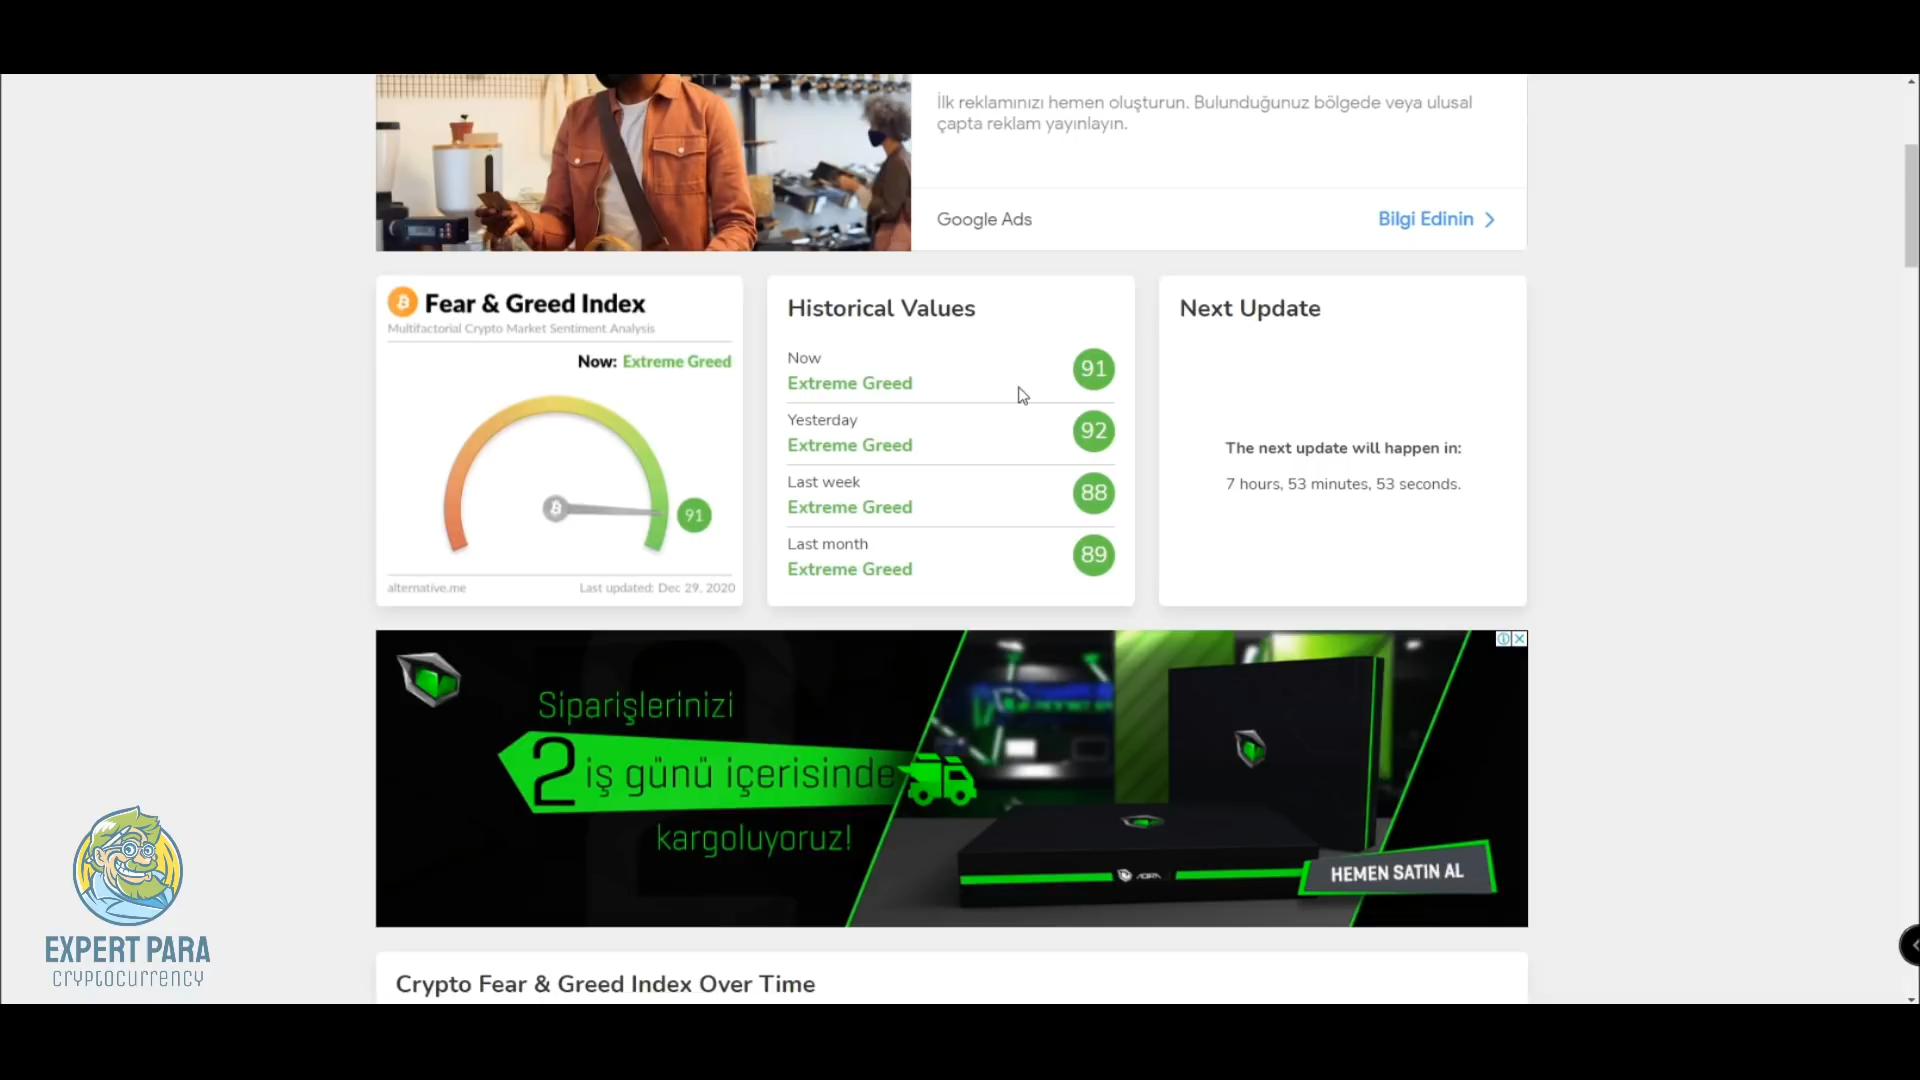 İlk reklamınızı hemen oluşturun. Bulunduğunuz bölgede veya ulusal
çapta reklam yayınlayın.
Google Ads
Bilgi Edinin
Fear & Greed Index
Multifactorial Crypto Market Sentiment Analysis
Now: Extreme Greed
91
alternative.me
Last updated: Dec 29, 2020
Historical Values
Now
Extreme Greed
91
Yesterday
Extreme Greed
92
Last week
Extreme Greed
88
Last month
Extreme Greed
89
Next Update
The next update will happen in:
7 hours, 53 minutes, 53 seconds.
Siparişlerinizi
2 iş günü içerisinde
kargoluyoruz!
HEMEN SATIN AL
EXPERT PARA
CRYPTOCURRENCY
Crypto Fear & Greed Index Over Time